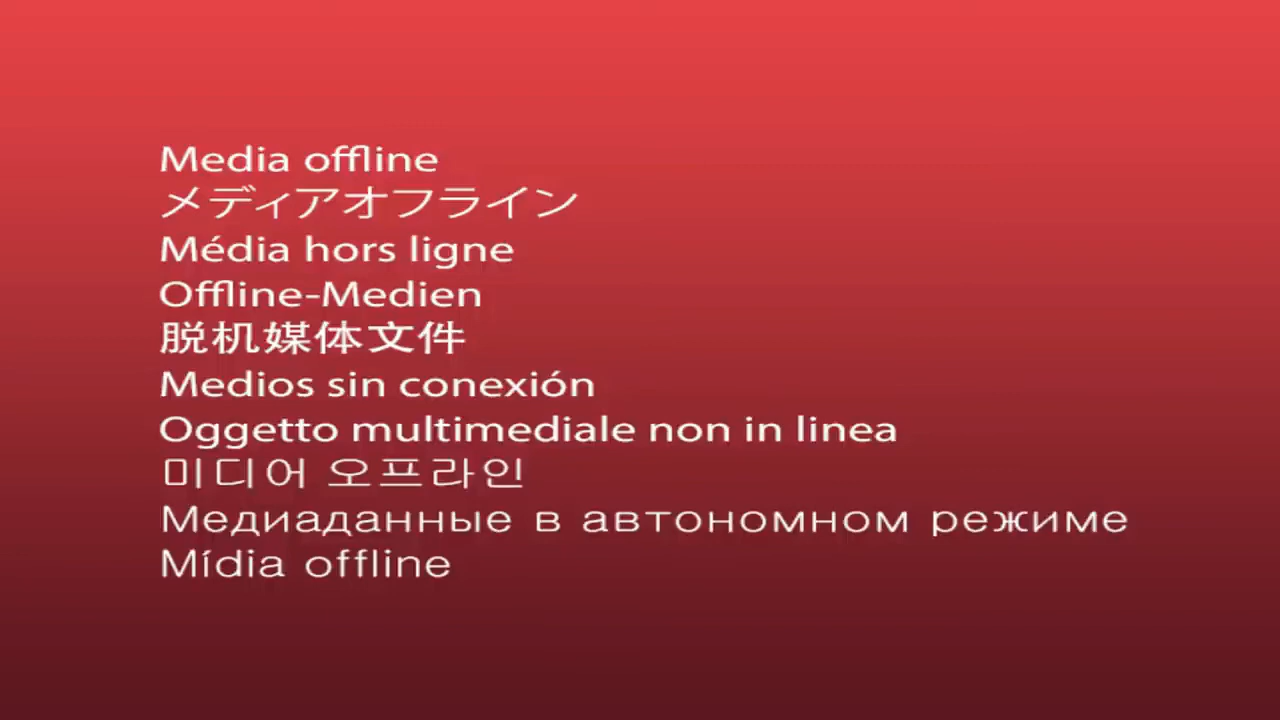 Media offline
メディアオフライン
Média hors ligne
Offline-Medien
脱机媒体文件
Medios sin conexión
Oggetto multimediale non in linea
미디어 오프라인
Медиаданные в автономном режиме
Mídia offline